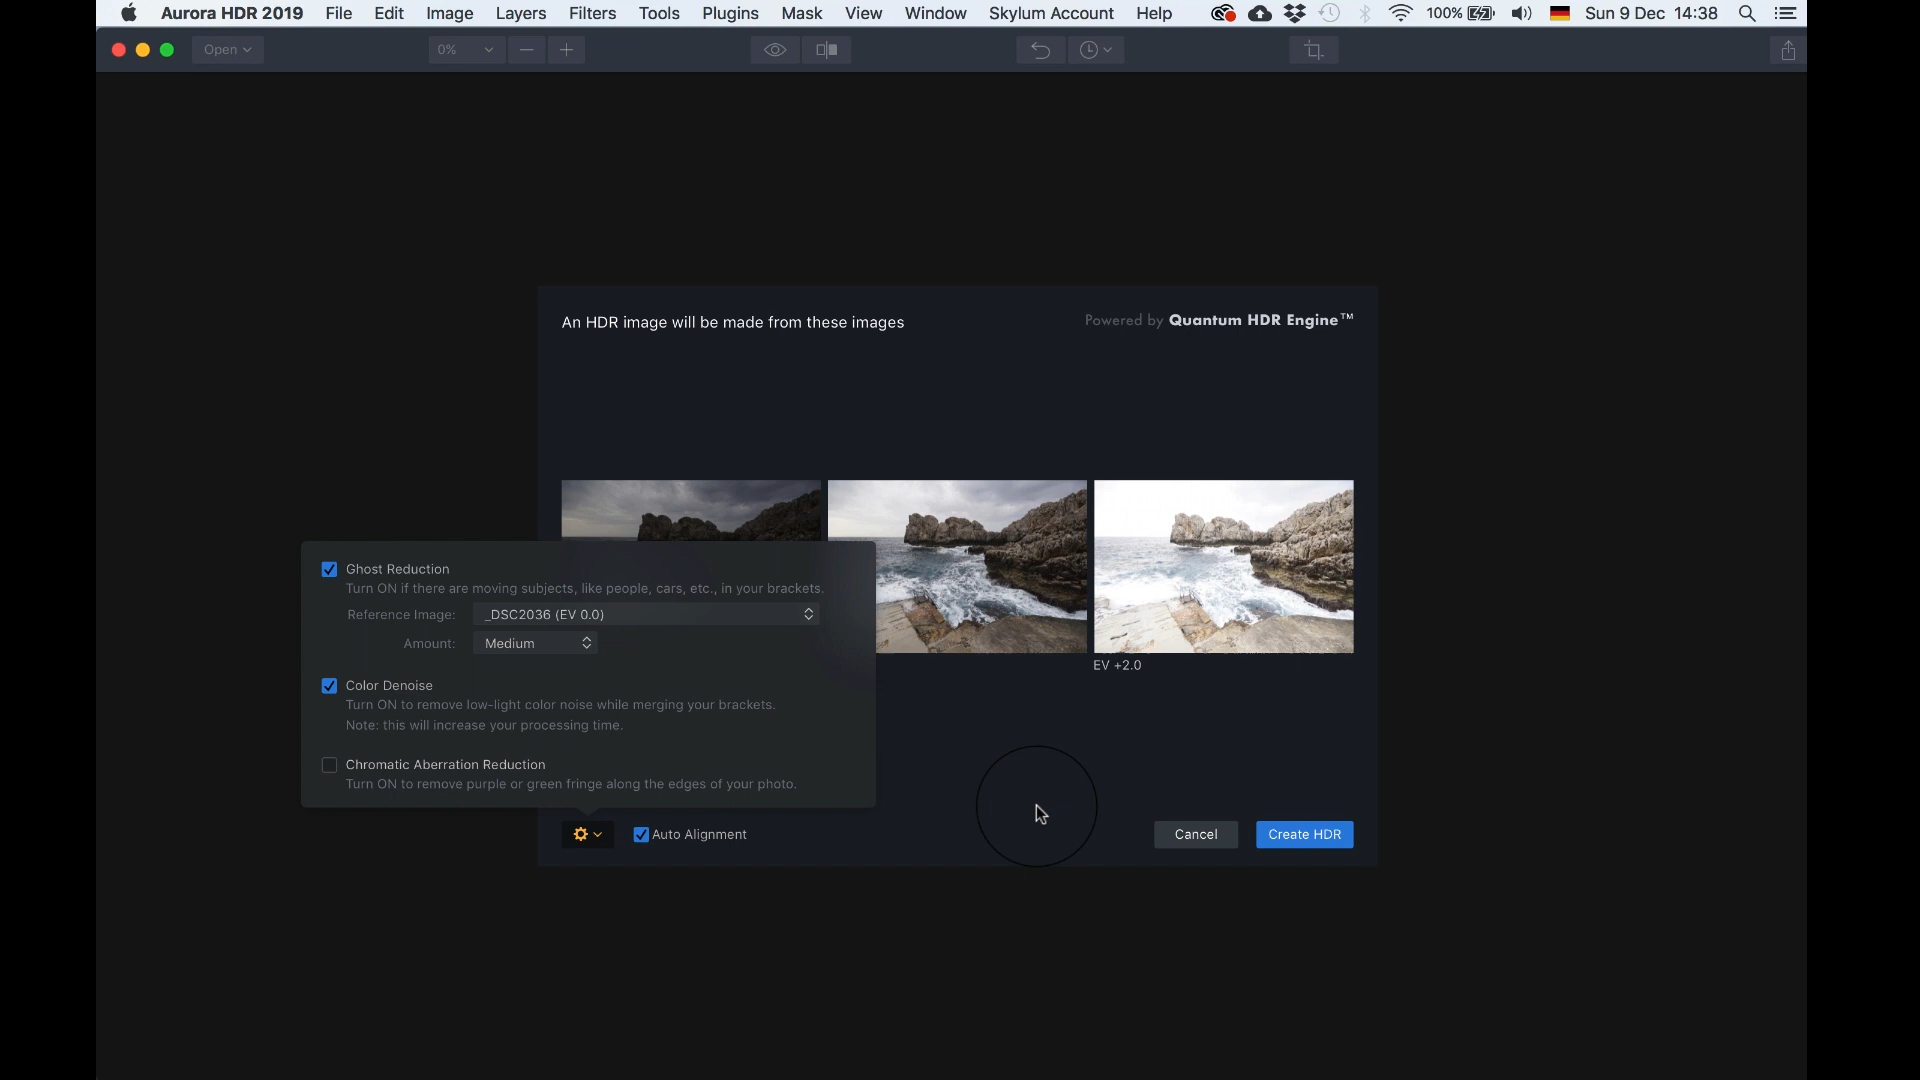 Aurora HDR 2019 File Edit Image Layers Filters Tools Plugins Mask View Window Skylum Account Help 100% Sun 9 Dec 14:38
Open 0%
An HDR image will be made from these images
Powered by Quantum HDR Engine™
Ghost Reduction
Turn ON if there are moving subjects, like people, cars, etc., in your brackets.
Reference Image: _DSC2036 (EV 0.0)
Amount: Medium
EV +2.0
Color Denoise
Turn ON to remove low-light color noise while merging your brackets.
Note: this will increase your processing time.
Chromatic Aberration Reduction
Turn ON to remove purple or green fringe along the edges of your photo.
Auto Alignment
Cancel
Create HDR